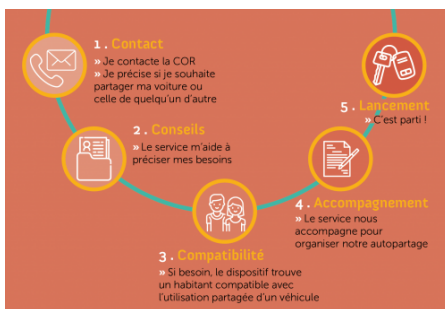 1 . Contact
» Je contacte la COR
» Je précise si je souhaite
partager ma voiture ou
celle de quelqu'un d'autre
2 . Conseils
» Le service m'aide à
préciser mes besoins
3 . Compatibilité
» Si besoin, le dispositif trouve
un habitant compatible avec
l'utilisation partagée d'un véhicule
4 . Accompagnement
» Le service nous
accompagne pour
organiser notre autopartage
5 . Lancement
» C'est parti !